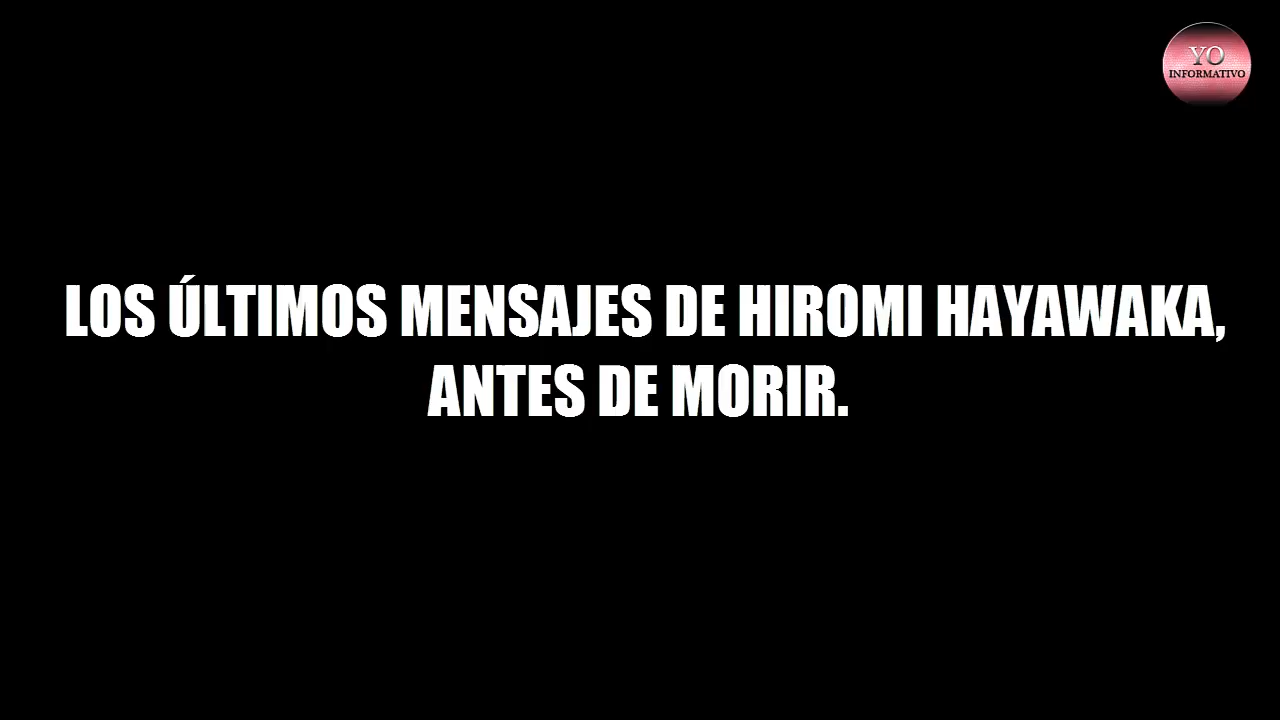 YO
INFORMATIVO
LOS ÚLTIMOS MENSAJES DE HIROMI HAYAWAKA,
ANTES DE MORIR.